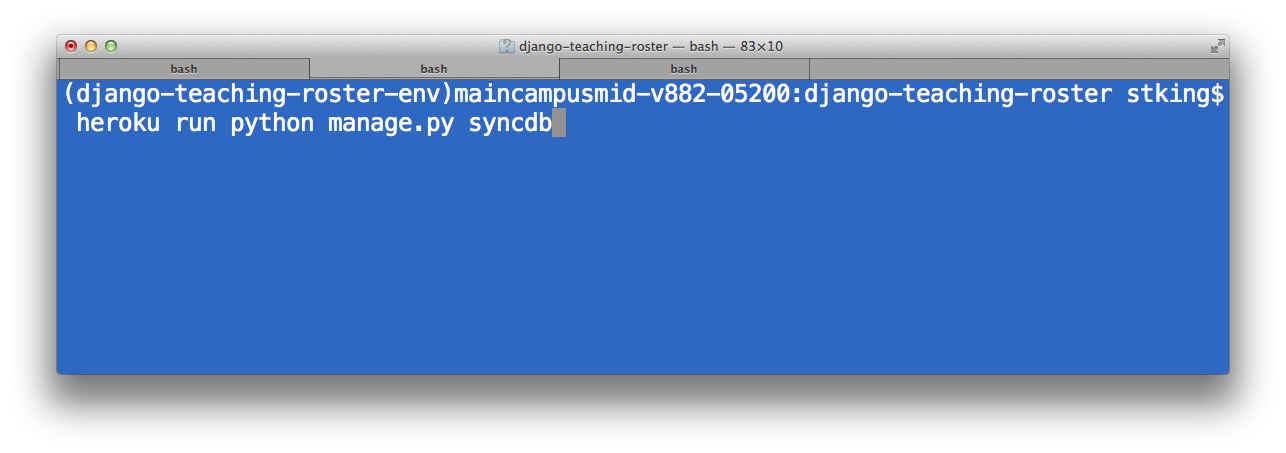 django-teaching-roster — bash — 83×10
bash
bash
bash
(django-teaching-roster-env)maincampusmid-v882-05200:django-teaching-roster stking$
heroku run python manage.py syncdb